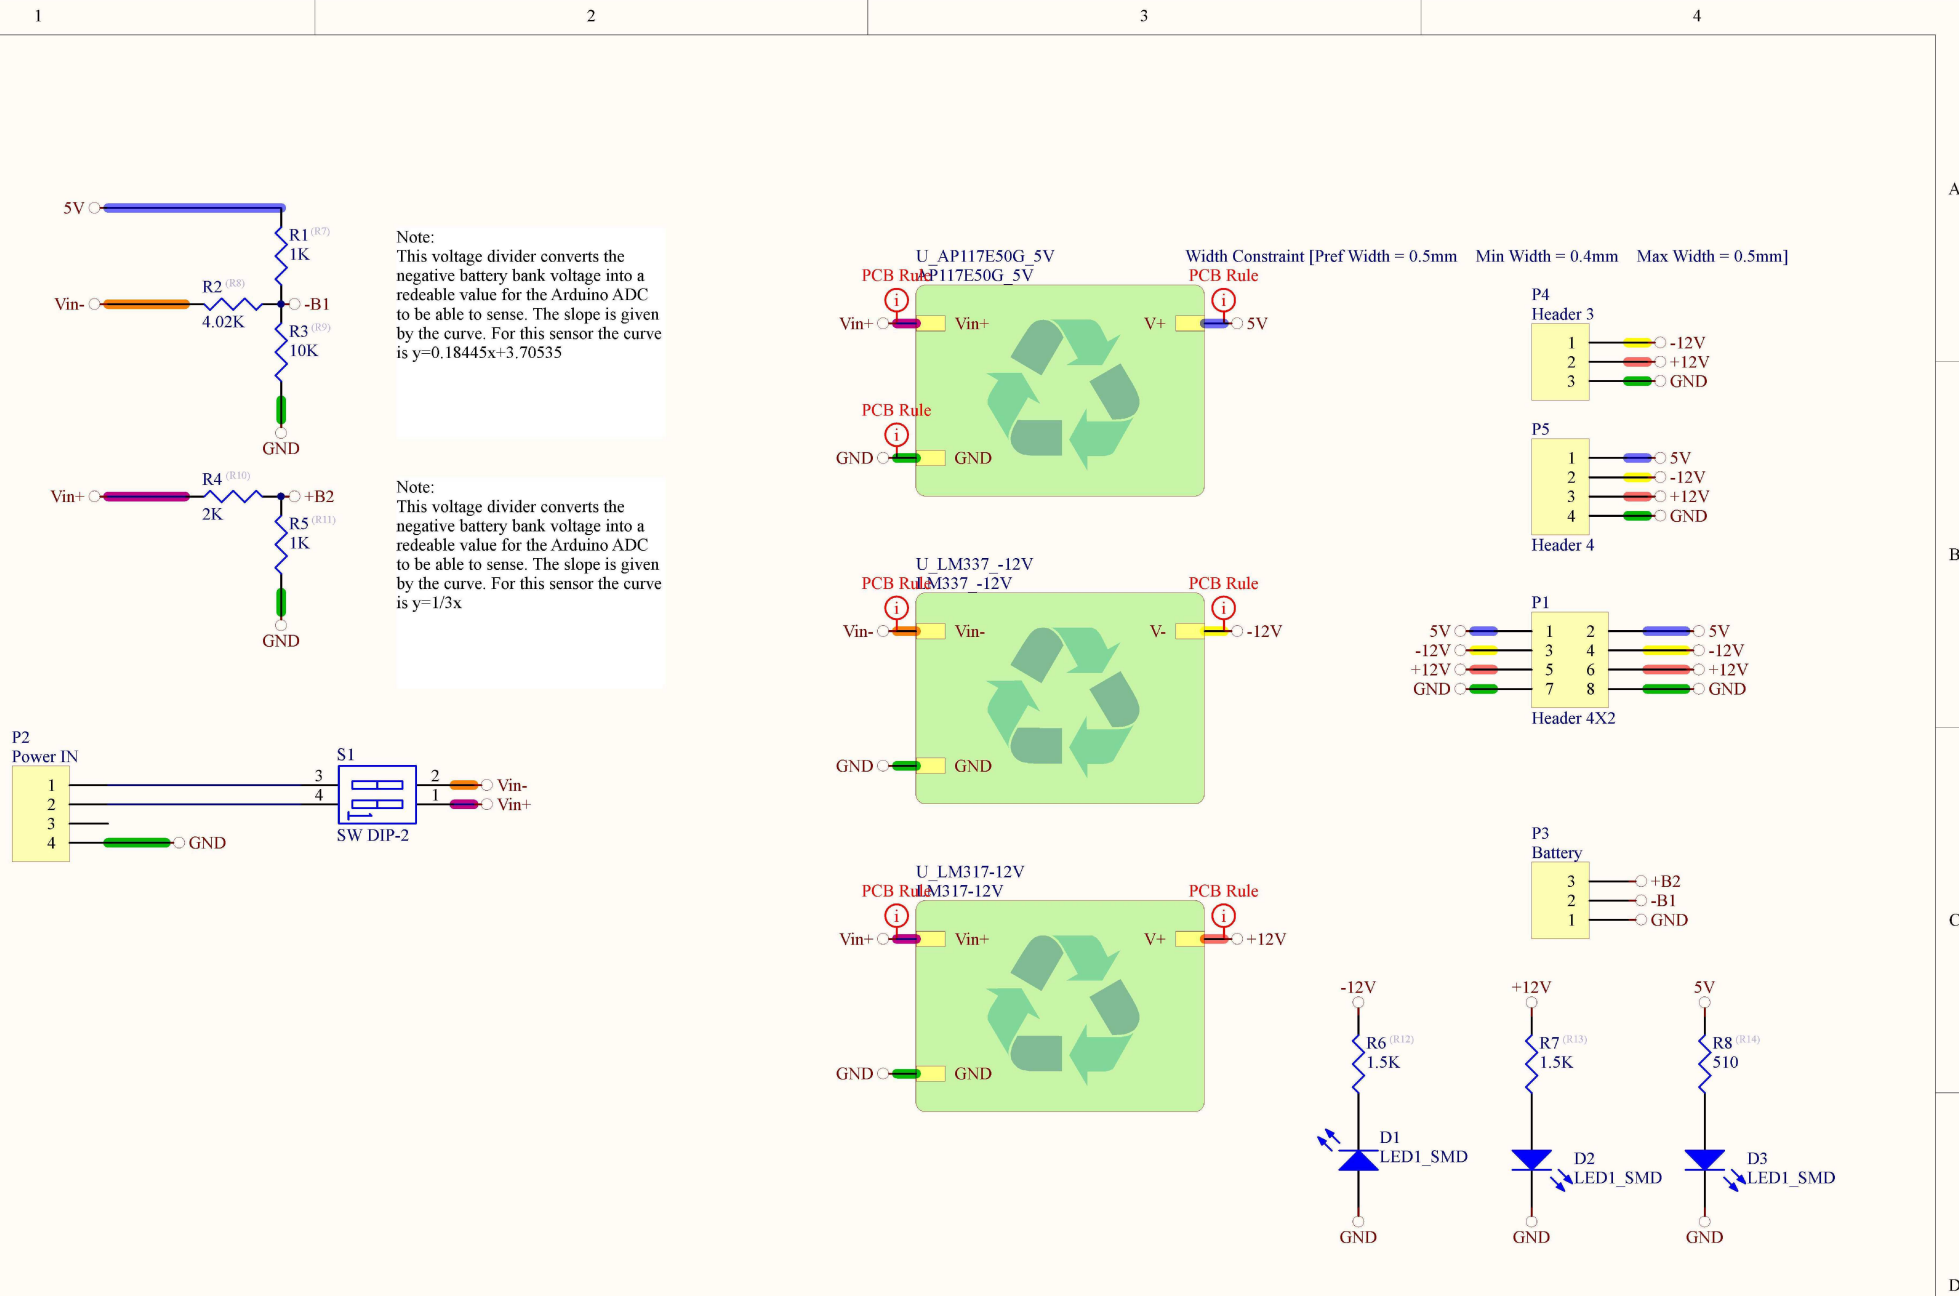 1
2
3
4
A
B
C
D
5V
R1 (R7)
1K
R2 (R8)
Vin-
-B1
4.02K
R3 (R9)
10K
GND
Note:
This voltage divider converts the
negative battery bank voltage into a
redeable value for the Arduino ADC
to be able to sense. The slope is given
by the curve. For this sensor the curve
is y=0.18445x+3.70535
R4 (R10)
Vin+
+B2
2K
R5 (R11)
1K
GND
Note:
This voltage divider converts the
negative battery bank voltage into a
redeable value for the Arduino ADC
to be able to sense. The slope is given
by the curve. For this sensor the curve
is y=1/3x
P2
Power IN
1
2
3
4
GND
S1
3
4
2
1
Vin-
Vin+
SW DIP-2
U_AP117E50G_5V
AP117E50G_5V
PCB Rule
PCB Rule
i
i
Vin+
Vin+
V+
5V
PCB Rule
i
GND
GND
U_LM337_-12V
LM337_-12V
PCB Rule
PCB Rule
i
i
Vin-
Vin-
V-
-12V
GND
GND
U_LM317-12V
LM317-12V
PCB Rule
PCB Rule
i
i
Vin+
Vin+
V+
+12V
GND
GND
Width Constraint [Pref Width = 0.5mm Min Width = 0.4mm Max Width = 0.5mm]
P4
Header 3
1 -12V
2 +12V
3 GND
P5
1 5V
2 -12V
3 +12V
4 GND
Header 4
P1
5V 1 2 5V
-12V 3 4 -12V
+12V 5 6 +12V
GND 7 8 GND
Header 4X2
P3
Battery
3 +B2
2 -B1
1 GND
-12V
R6 (R12)
1.5K
D1
LED1_SMD
GND
+12V
R7 (R13)
1.5K
D2
LED1_SMD
GND
5V
R8 (R14)
510
D3
LED1_SMD
GND